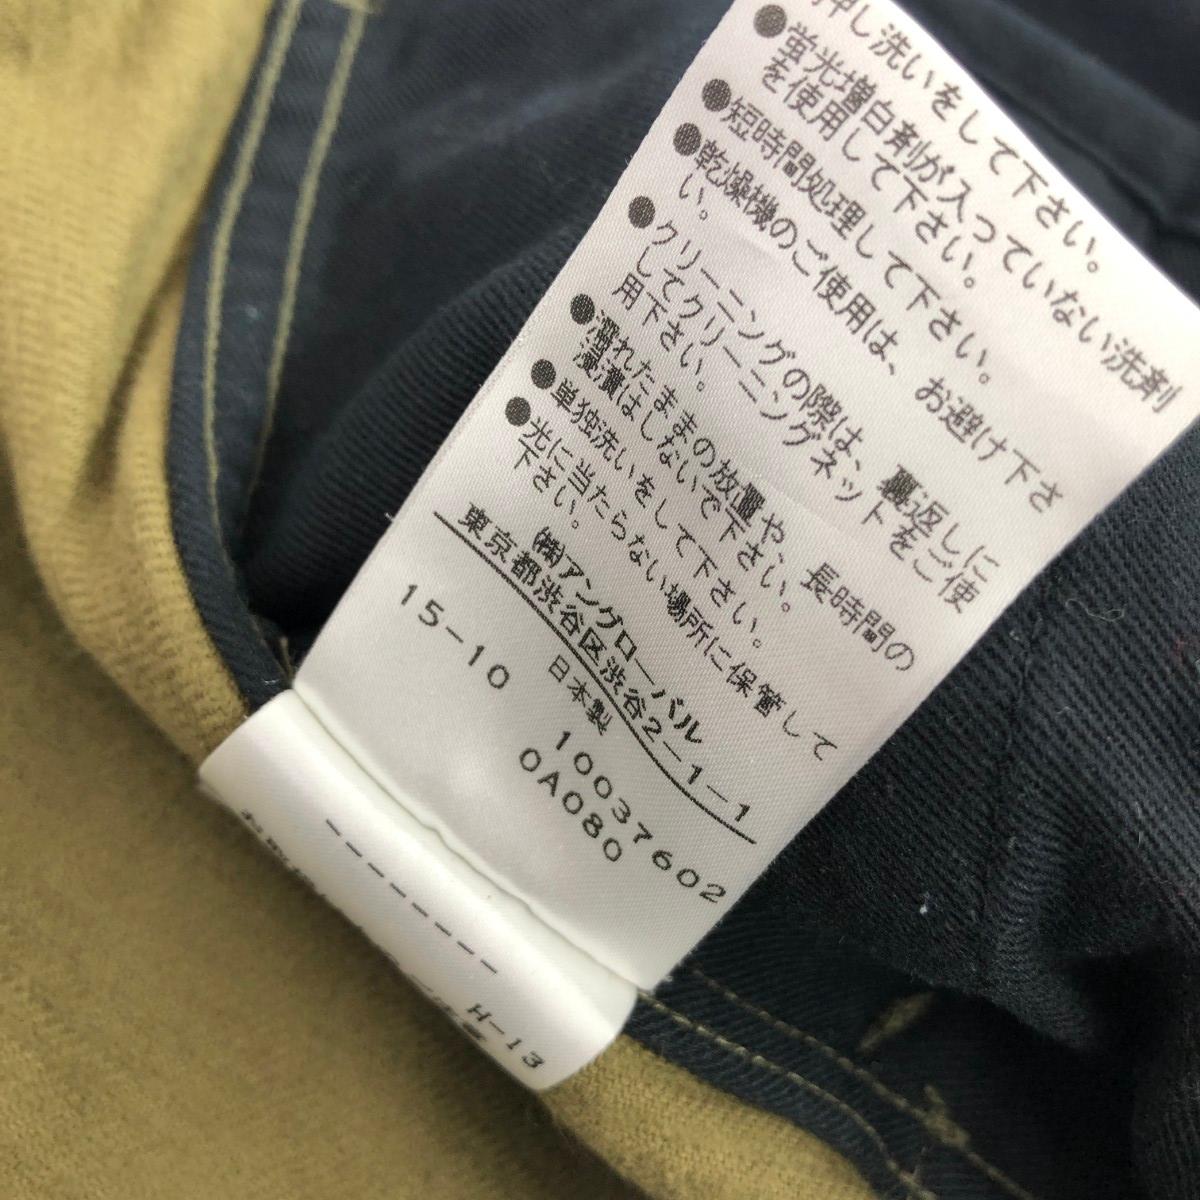 押し洗いをして下さい。
●蛍光増白剤が入っていない洗剤
を使用して下さい。
●短時間処理して下さい。
●乾燥機のご使用は、お避け下さ
い。
●クリーニングの際は、裏返しに
してクリーニングネットをご使
用下さい。
●濡れたままの放置や、長時間の
浸漬はしないで下さい。
●単独洗いをして下さい。
●光に当たらない場所に保管して
下さい。
㈱アングローバル
東京都渋谷区渋谷2-1-1
日本製
15-10 10037602
0A080
-------
H-13